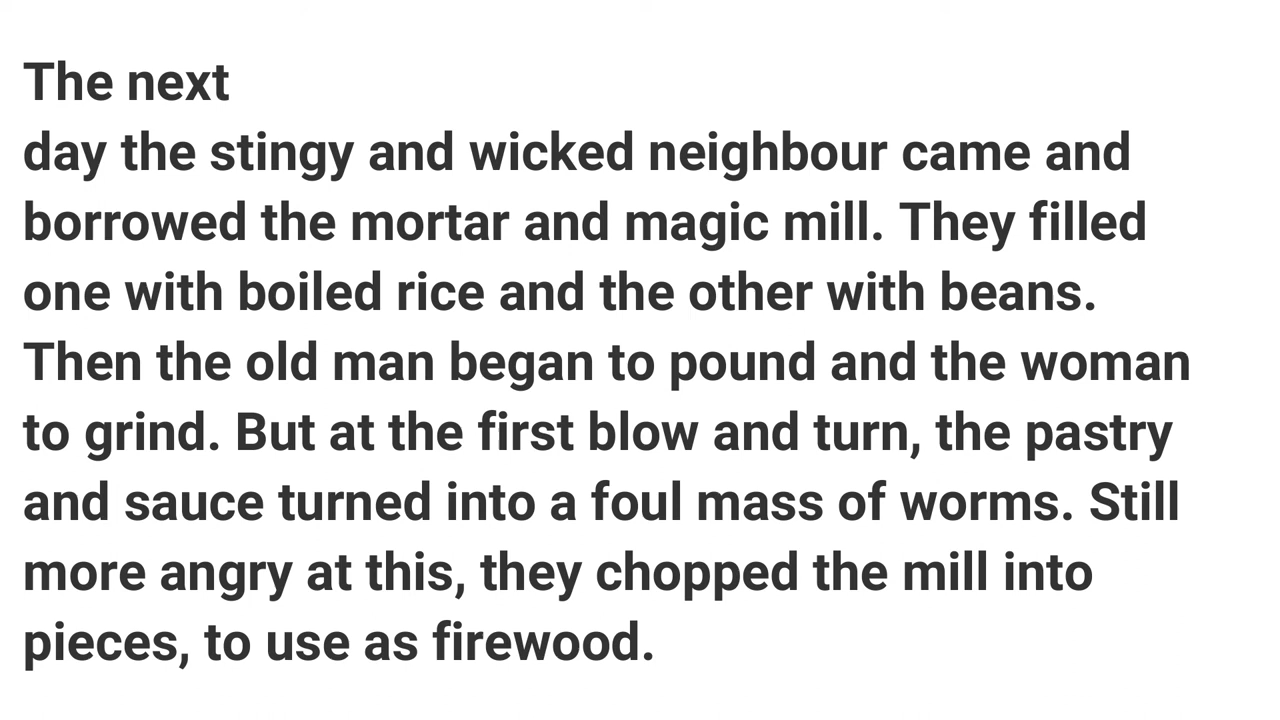 The next
day the stingy and wicked neighbour came and
borrowed the mortar and magic mill. They filled
one with boiled rice and the other with beans.
Then the old man began to pound and the woman
to grind. But at the first blow and turn, the pastry
and sauce turned into a foul mass of worms. Still
more angry at this, they chopped the mill into
pieces, to use as firewood.